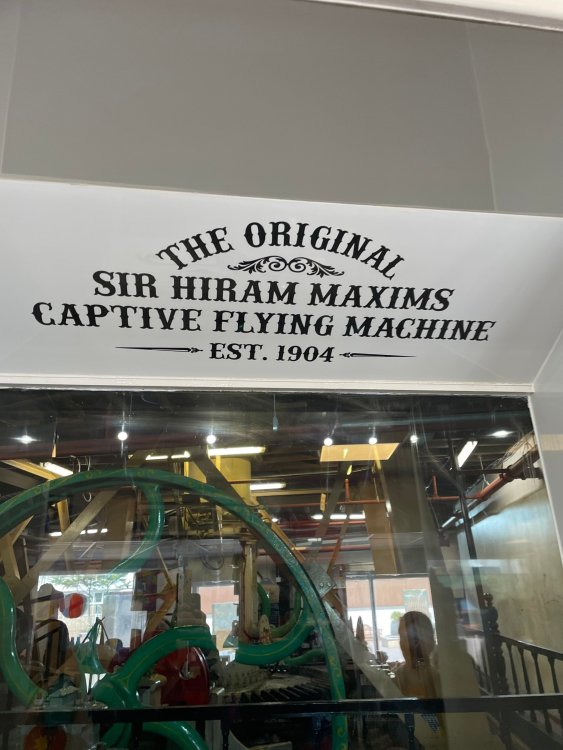 THE ORIGINAL
SIR HIRAM MAXIMS
CAPTIVE FLYING MACHINE
EST. 1904